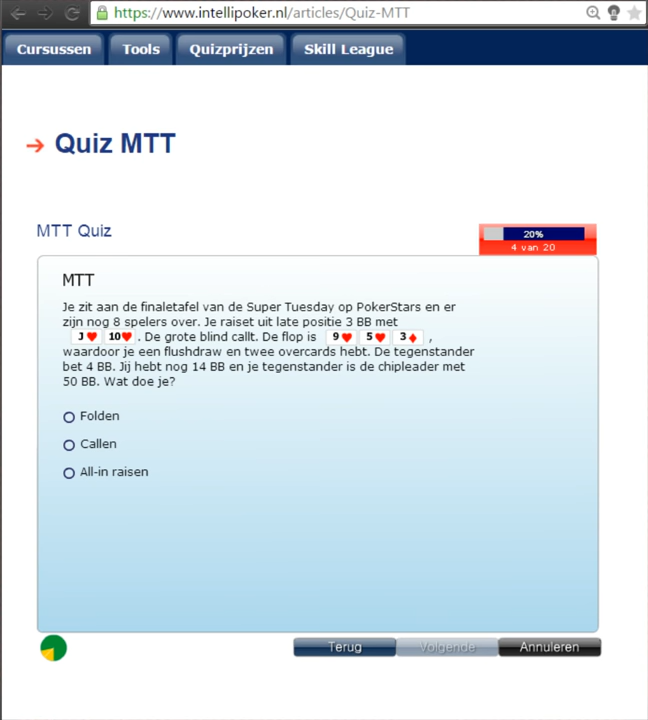 https://www.intellipoker.nl/articles/Quiz-MTT
Cursussen Tools Quizprijzen Skill League
Quiz MTT
MTT Quiz
20%
4 van 20
MTT
Je zit aan de finaletafel van de Super Tuesday op PokerStars en er
zijn nog 8 spelers over. Je raiset uit late positie 3 BB met
J♥ 10♥ . De grote blind callt. De flop is 9♥ 5♥ 3♦ ,
waardoor je een flushdraw en twee overcards hebt. De tegenstander
bet 4 BB. Jij hebt nog 14 BB en je tegenstander is de chipleader met
50 BB. Wat doe je?
Folden
Callen
All-in raisen
Terug Volgende Annuleren